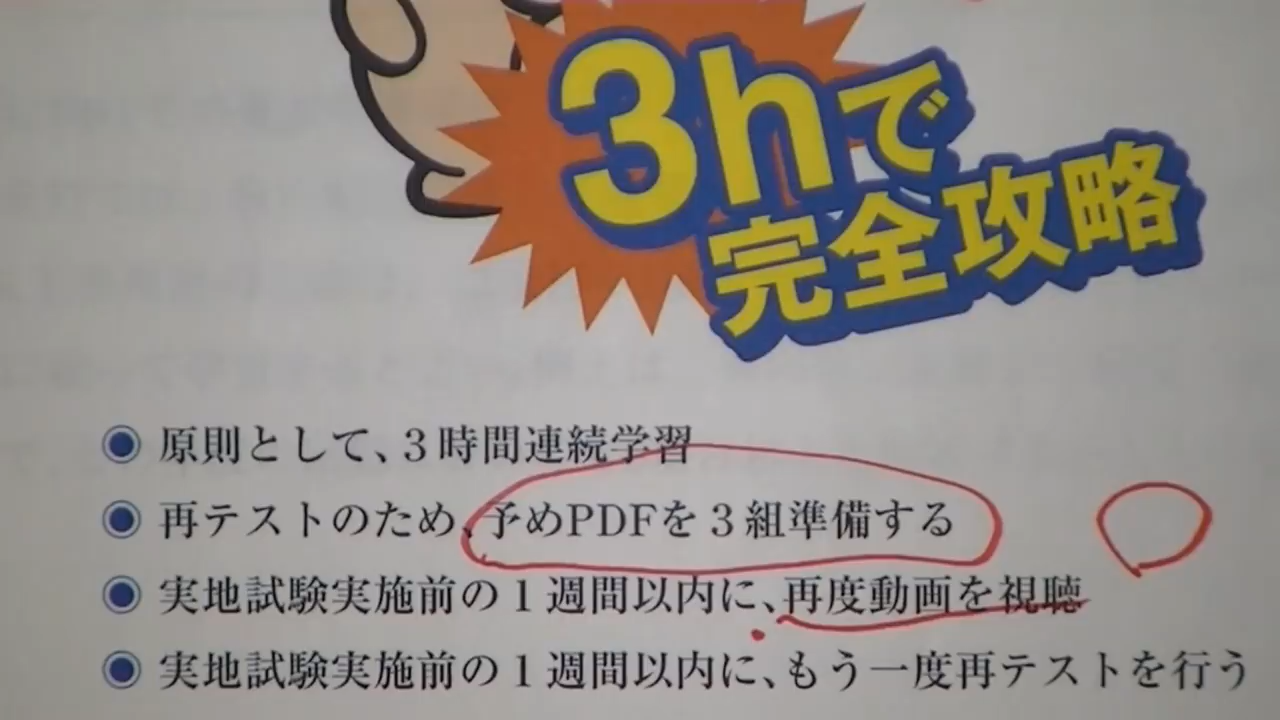 3hで
完全攻略
◉ 原則として、3時間連続学習
◉ 再テストのため、予めPDFを3組準備する
◉ 実地試験実施前の1週間以内に、再度動画を視聴
◉ 実地試験実施前の1週間以内に、もう一度再テストを行う